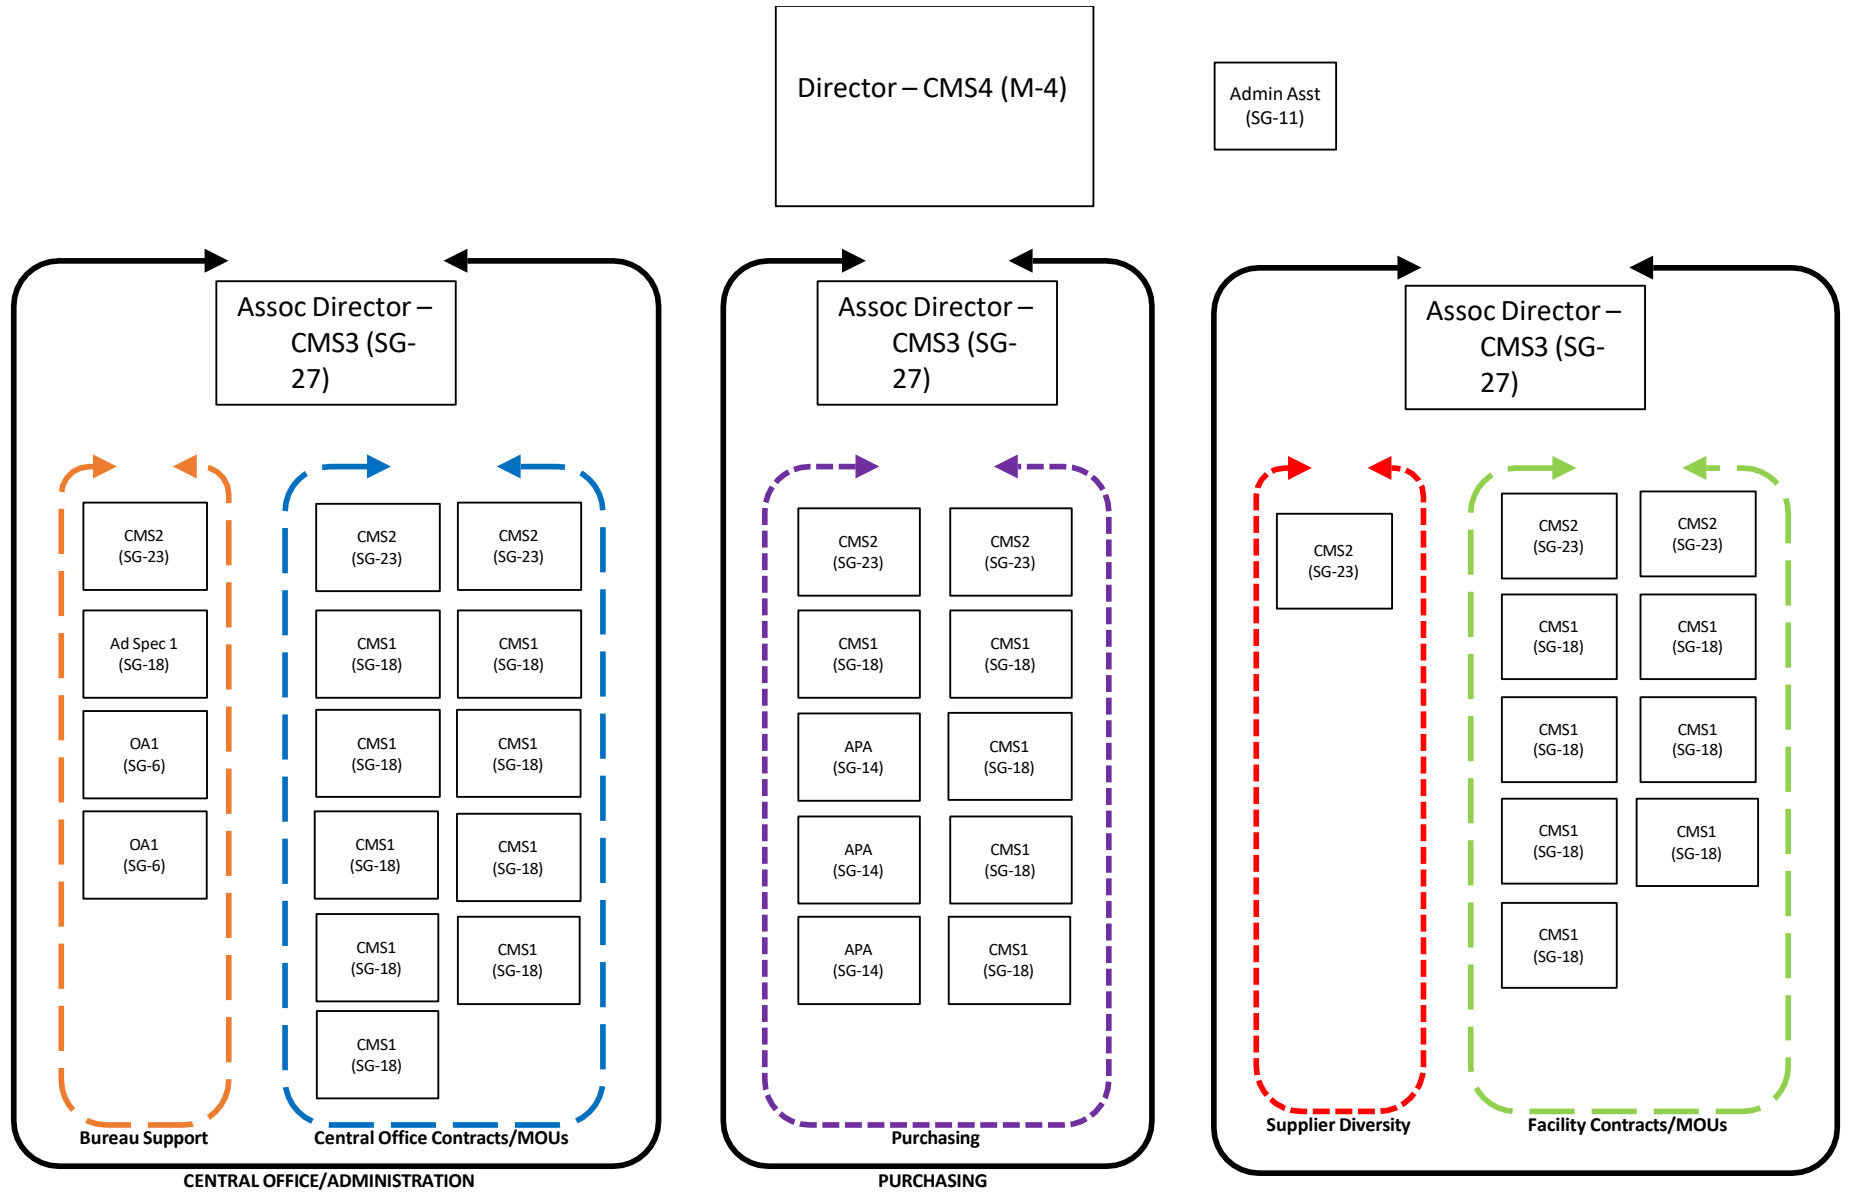 Director – CMS4 (M-4)
Admin Asst
(SG-11)
Assoc Director –
CMS3 (SG-
27)
CMS2
(SG-23)
Ad Spec 1
(SG-18)
OA1
(SG-6)
OA1
(SG-6)
Bureau Support
CMS2
(SG-23)
CMS2
(SG-23)
CMS1
(SG-18)
CMS1
(SG-18)
CMS1
(SG-18)
CMS1
(SG-18)
CMS1
(SG-18)
CMS1
(SG-18)
CMS1
(SG-18)
CMS1
(SG-18)
CMS1
(SG-18)
Central Office Contracts/MOUs
CENTRAL OFFICE/ADMINISTRATION
Assoc Director –
CMS3 (SG-
27)
CMS2
(SG-23)
CMS2
(SG-23)
CMS1
(SG-18)
CMS1
(SG-18)
APA
(SG-14)
CMS1
(SG-18)
APA
(SG-14)
CMS1
(SG-18)
APA
(SG-14)
CMS1
(SG-18)
Purchasing
PURCHASING
Assoc Director –
CMS3 (SG-
27)
CMS2
(SG-23)
Supplier Diversity
CMS2
(SG-23)
CMS2
(SG-23)
CMS1
(SG-18)
CMS1
(SG-18)
CMS1
(SG-18)
CMS1
(SG-18)
CMS1
(SG-18)
CMS1
(SG-18)
CMS1
(SG-18)
Facility Contracts/MOUs